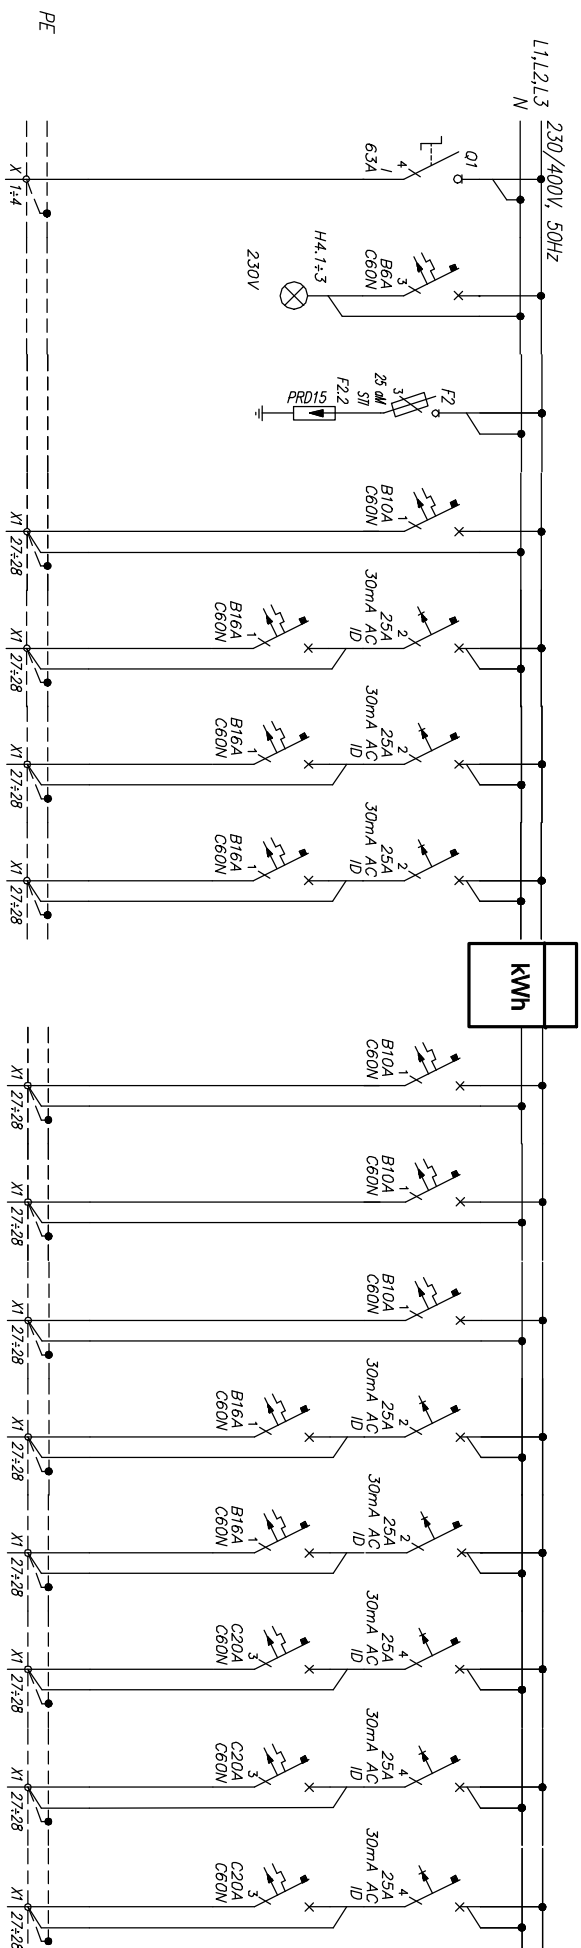 PE
L1,L2,L3
N
230/400V, 50Hz
Q1
4
I
63A
X 1÷4
3
B6A
C60N
H4.1÷3
230V
F2
3
25 aM
STI
F2.2
PRD15
1
B10A
C60N
X1 27÷28
2
25A
30mA AC
ID
1
B16A
C60N
X1 27÷28
2
25A
30mA AC
ID
1
B16A
C60N
X1 27÷28
2
25A
30mA AC
ID
1
B16A
C60N
X1 27÷28
kWh
1
B10A
C60N
X1 27÷28
1
B10A
C60N
X1 27÷28
1
B10A
C60N
X1 27÷28
2
25A
30mA AC
ID
1
B16A
C60N
X1 27÷28
2
25A
30mA AC
ID
1
B16A
C60N
X1 27÷28
4
25A
30mA AC
ID
3
C20A
C60N
X1 27÷28
4
25A
30mA AC
ID
3
C20A
C60N
X1 27÷28
4
25A
30mA AC
ID
3
C20A
C60N
X1 27÷28